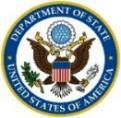 DEPARTMENT OF STATE
UNITED STATES OF AMERICA